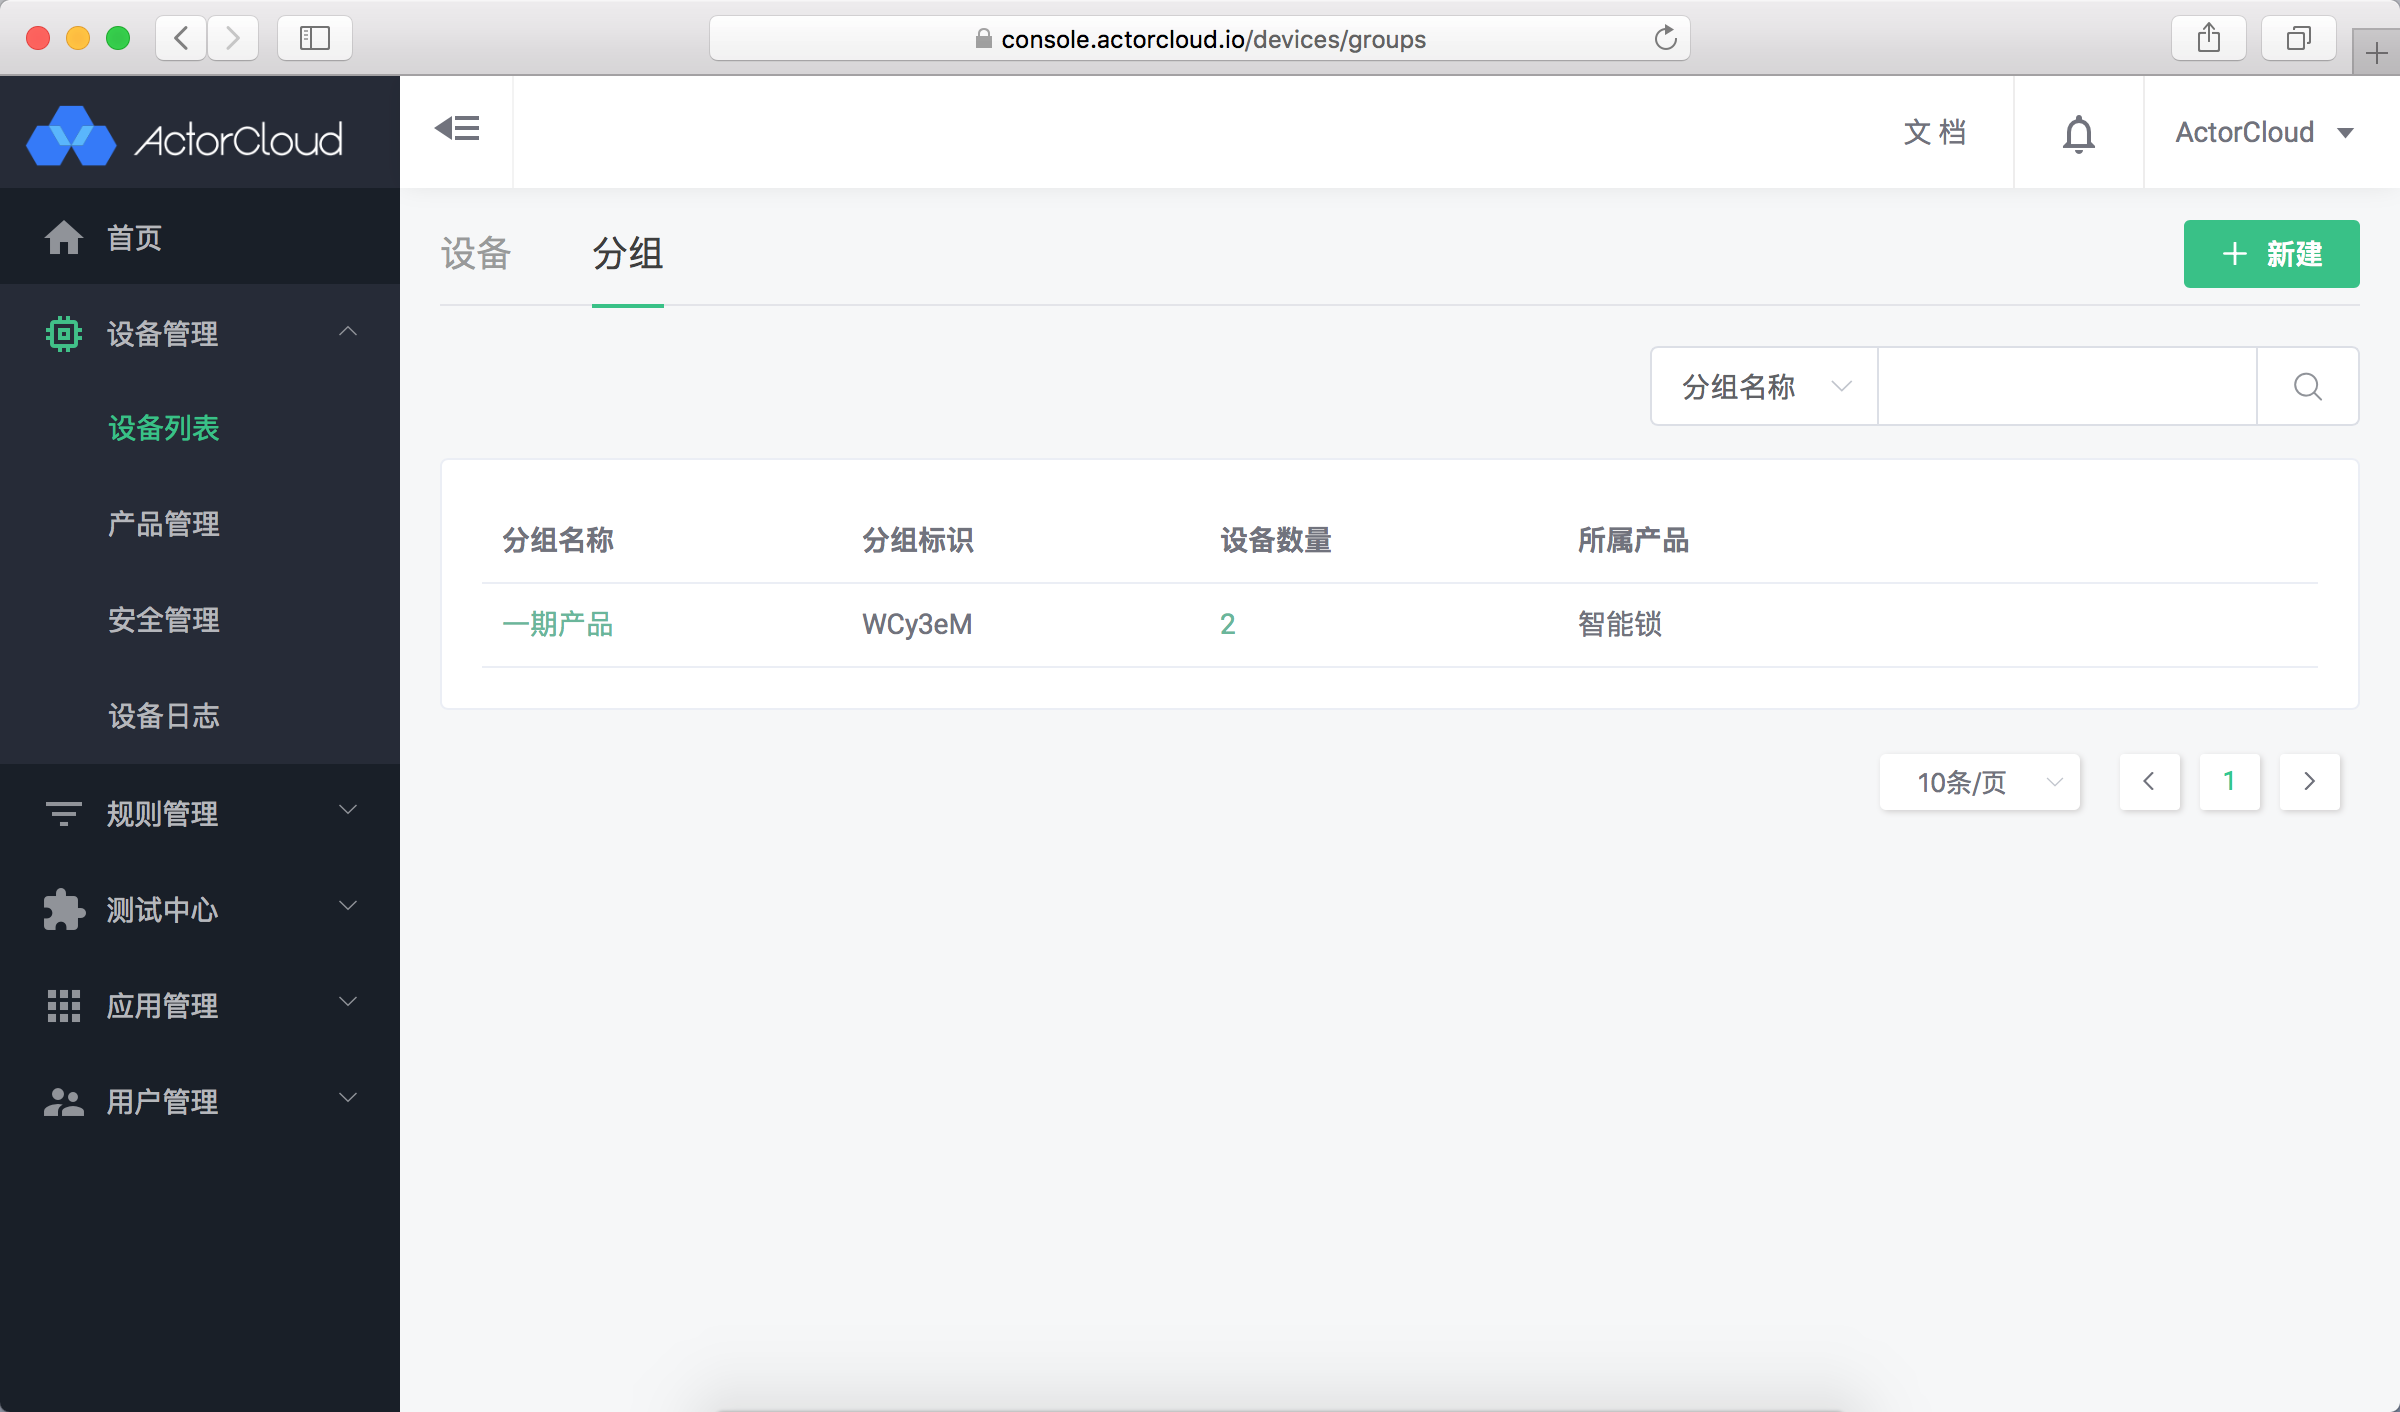 console.actorcloud.io/devices/groups
ActorCloud
文 档
ActorCloud
首页
设备管理
设备列表
产品管理
安全管理
设备日志
规则管理
测试中心
应用管理
用户管理
设备 分组
新建
分组名称
分组名称 分组标识 设备数量 所属产品
一期产品 WCy3eM 2 智能锁
10条/页 1